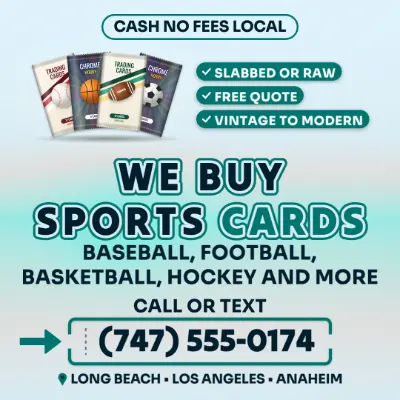 CASH NO FEES LOCAL
TRADING CARDS
CHROME
TRADING CARDS
CHROME
SLABBED OR RAW
FREE QUOTE
VINTAGE TO MODERN
WE BUY
SPORTS CARDS
BASEBALL, FOOTBALL,
BASKETBALL, HOCKEY AND MORE
CALL OR TEXT
(747) 555-0174
LONG BEACH • LOS ANGELES • ANAHEIM